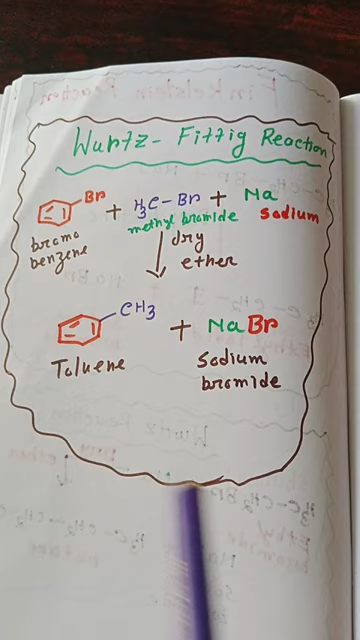 Wurtz - Fittig Reaction
Br + H3C - Br + Na
bromo benzene methyl bromide sodium
dry ether
CH3 + NaBr
Toluene Sodium bromide